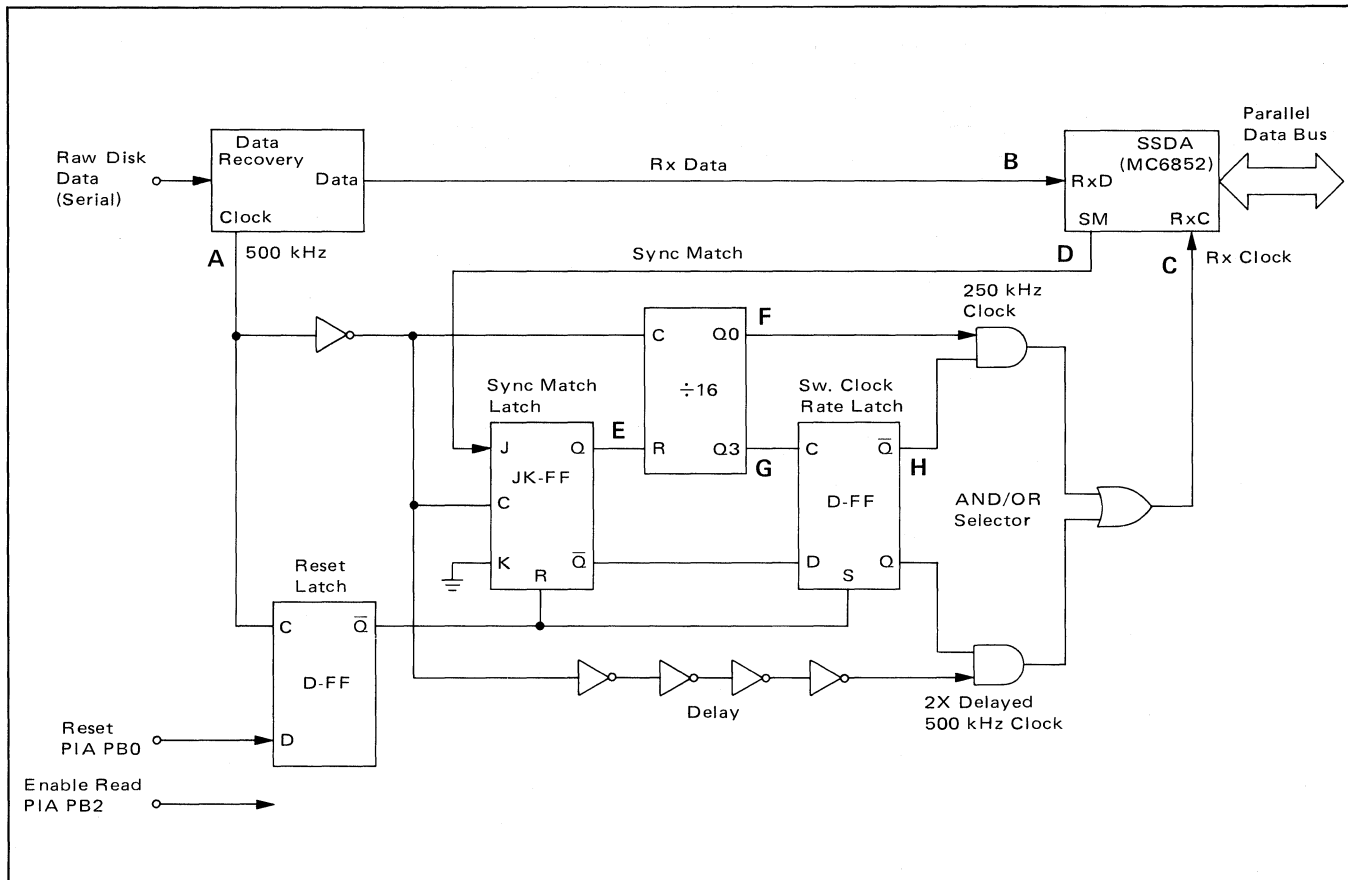 Raw Disk
Data
(Serial)
Data
Recovery
Data
Clock
A
500 kHz
Rx Data
B
SSDA
(MC6852)
RxD
SM
RxC
Parallel
Data Bus
D
C
Rx Clock
Sync Match
250 kHz
Clock
C
Q0
F
÷16
R
Q3
G
Sync Match
Latch
E
J
Q
JK-FF
C
K
Q̅
R
Sw. Clock
Rate Latch
C
Q̅
H
D-FF
D
Q
S
AND/OR
Selector
Reset
Latch
C
Q̅
D-FF
D
Delay
2X Delayed
500 kHz Clock
Reset
PIA PB0
Enable Read
PIA PB2